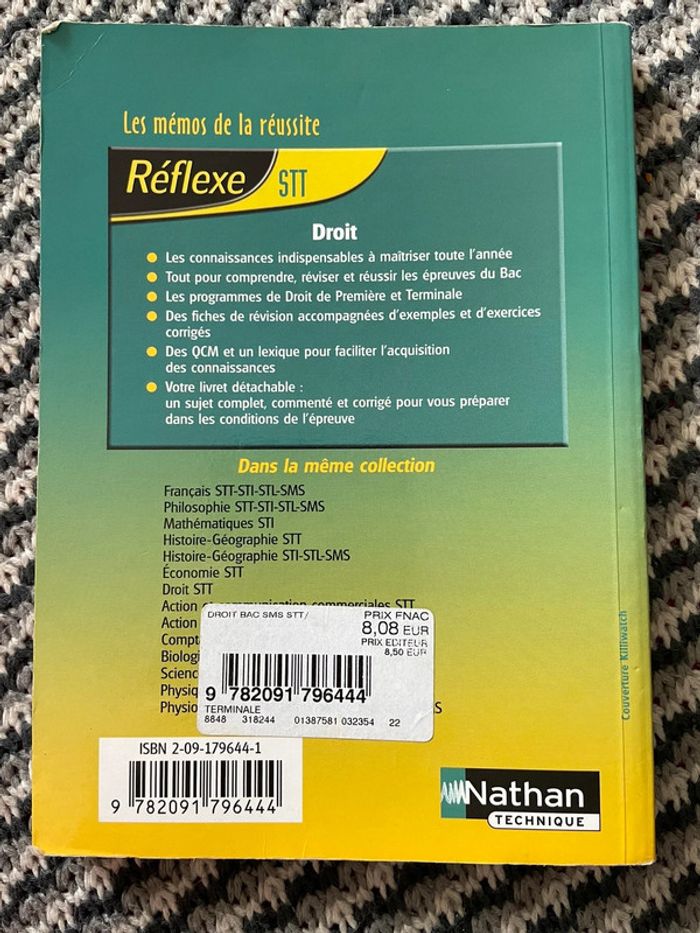 Les mémos de la réussite
Réflexe STT
Droit
Les connaissances indispensables à maîtriser toute l'année
Tout pour comprendre, réviser et réussir les épreuves du Bac
Les programmes de Droit de Première et Terminale
Des fiches de révision accompagnées d'exemples et d'exercices
corrigés
Des QCM et un lexique pour faciliter l'acquisition
des connaissances
Votre livret détachable :
un sujet complet, commenté et corrigé pour vous préparer
dans les conditions de l'épreuve
Dans la même collection
Français STT-STI-STL-SMS
Philosophie STT-STI-STL-SMS
Mathématiques STI
Histoire-Géographie STT
Histoire-Géographie STI-STL-SMS
Économie STT
Droit STT
Action et communication commerciales STT
Action
DROIT BAC SMS STT/
PRIX FNAC
8,08 EUR
PRIX EDITEUR
8,50 EUR
9 782091 796444
TERMINALE
8848 318244 01387581 032354 22
ISBN 2-09-179644-1
9 782091 796444
Nathan
TECHNIQUE
Couverture Killiwatch